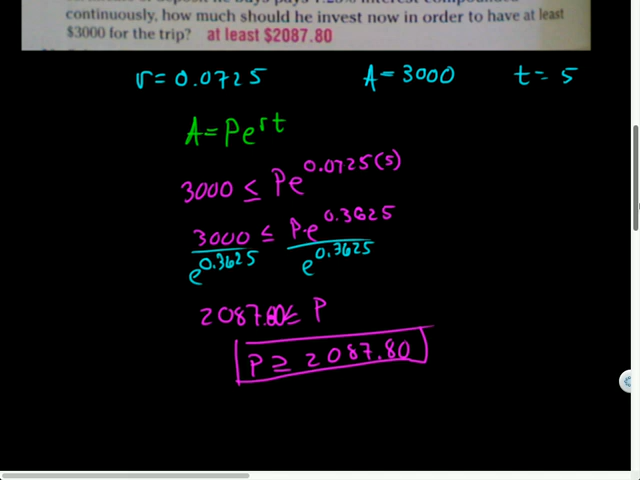 continuously, how much should he invest now in order to have at least
$3000 for the trip? at least $2087.80
r = 0.0725 A = 3000 t = 5
A = Pe^rt
3000 ≤ Pe^0.0725(5)
3000 ≤ P·e^0.3625
e^0.3625 e^0.3625
2087.80 ≤ P
P ≥ 2087.80